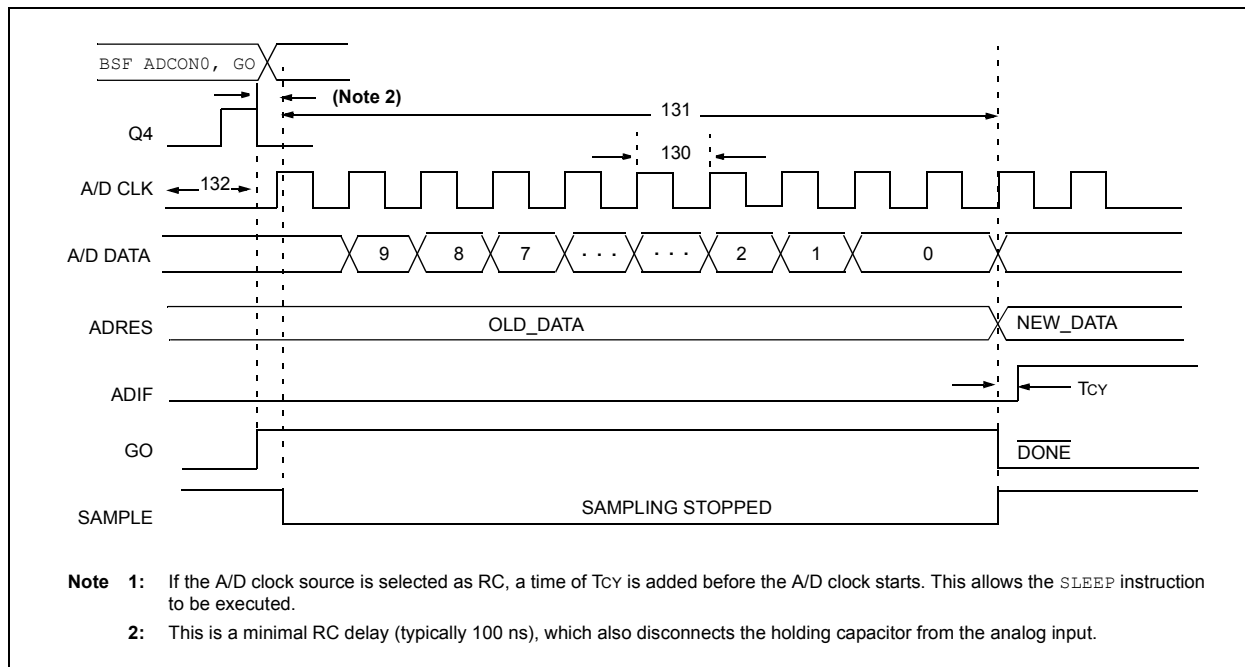 BSF ADCON0, GO
(Note 2)
131
Q4
130
A/D CLK
132
A/D DATA
9 8 7 · · · · · · 2 1 0
ADRES
OLD_DATA
NEW_DATA
ADIF
TCY
GO
DONE
SAMPLE
SAMPLING STOPPED
Note 1: If the A/D clock source is selected as RC, a time of TCY is added before the A/D clock starts. This allows the SLEEP instruction
to be executed.
2: This is a minimal RC delay (typically 100 ns), which also disconnects the holding capacitor from the analog input.